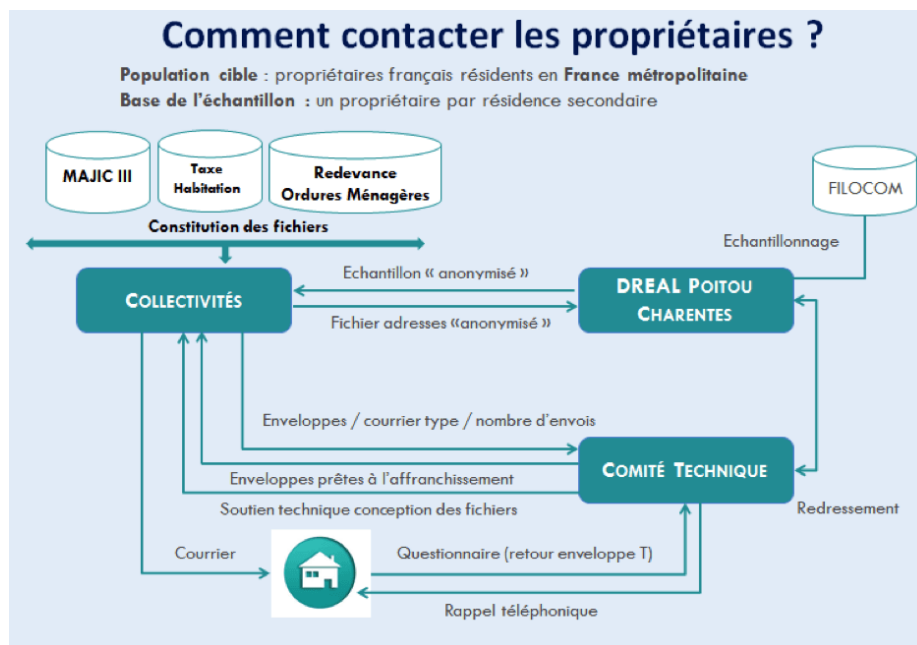 Comment contacter les propriétaires ?
Population cible : propriétaires français résidents en France métropolitaine
Base de l'échantillon : un propriétaire par résidence secondaire
MAJIC III
Taxe
Habitation
Redevance
Ordures Ménagères
FILOCOM
Constitution des fichiers
Echantillonnage
Echantillon « anonymisé »
COLLECTIVITÉS
DREAL POITOU
CHARENTES
Fichier adresses «anonymisé »
Enveloppes / courrier type / nombre d'envois
COMITÉ TECHNIQUE
Enveloppes prêtes à l'affranchissement
Soutien technique conception des fichiers
Redressement
Courrier
Questionnaire (retour enveloppe T)
Rappel téléphonique